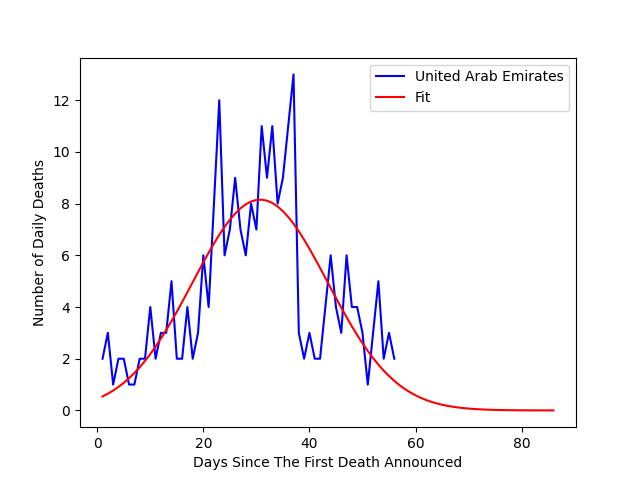 United Arab Emirates
Fit
12
10
8
6
4
2
0
Number of Daily Deaths
0 20 40 60 80
Days Since The First Death Announced